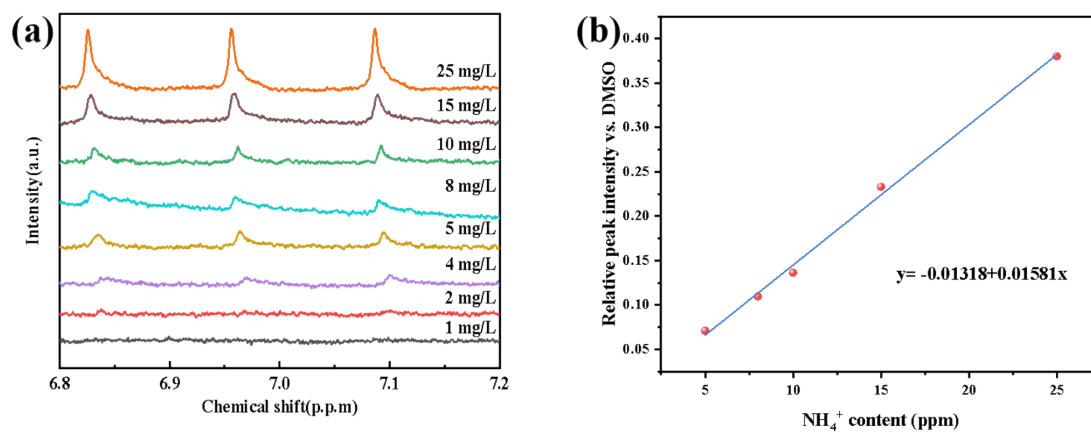 (a)
Intensity(a.u.)
25 mg/L
15 mg/L
10 mg/L
8 mg/L
5 mg/L
4 mg/L
2 mg/L
1 mg/L
6.8 6.9 7.0 7.1 7.2
Chemical shift(p.p.m)
(b)
Relative peak intensity vs. DMSO
0.40
0.35
0.30
0.25
0.20
0.15
0.10
0.05
y= -0.01318+0.01581x
5 10 15 20 25
NH₄⁺ content (ppm)